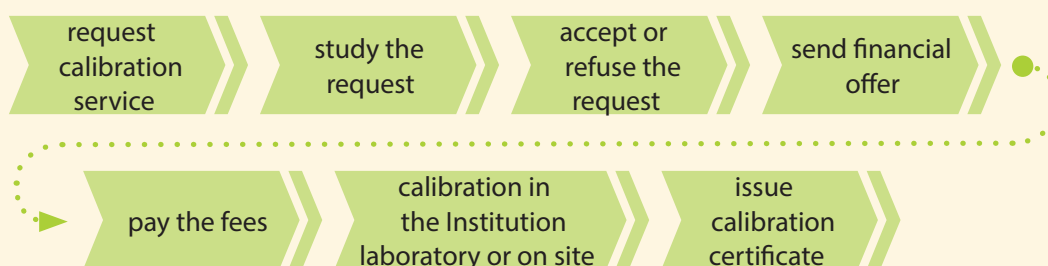 request
calibration
service
study the
request
accept or
refuse the
request
send financial
offer
pay the fees
calibration in
the Institution
laboratory or on site
issue
calibration
certificate